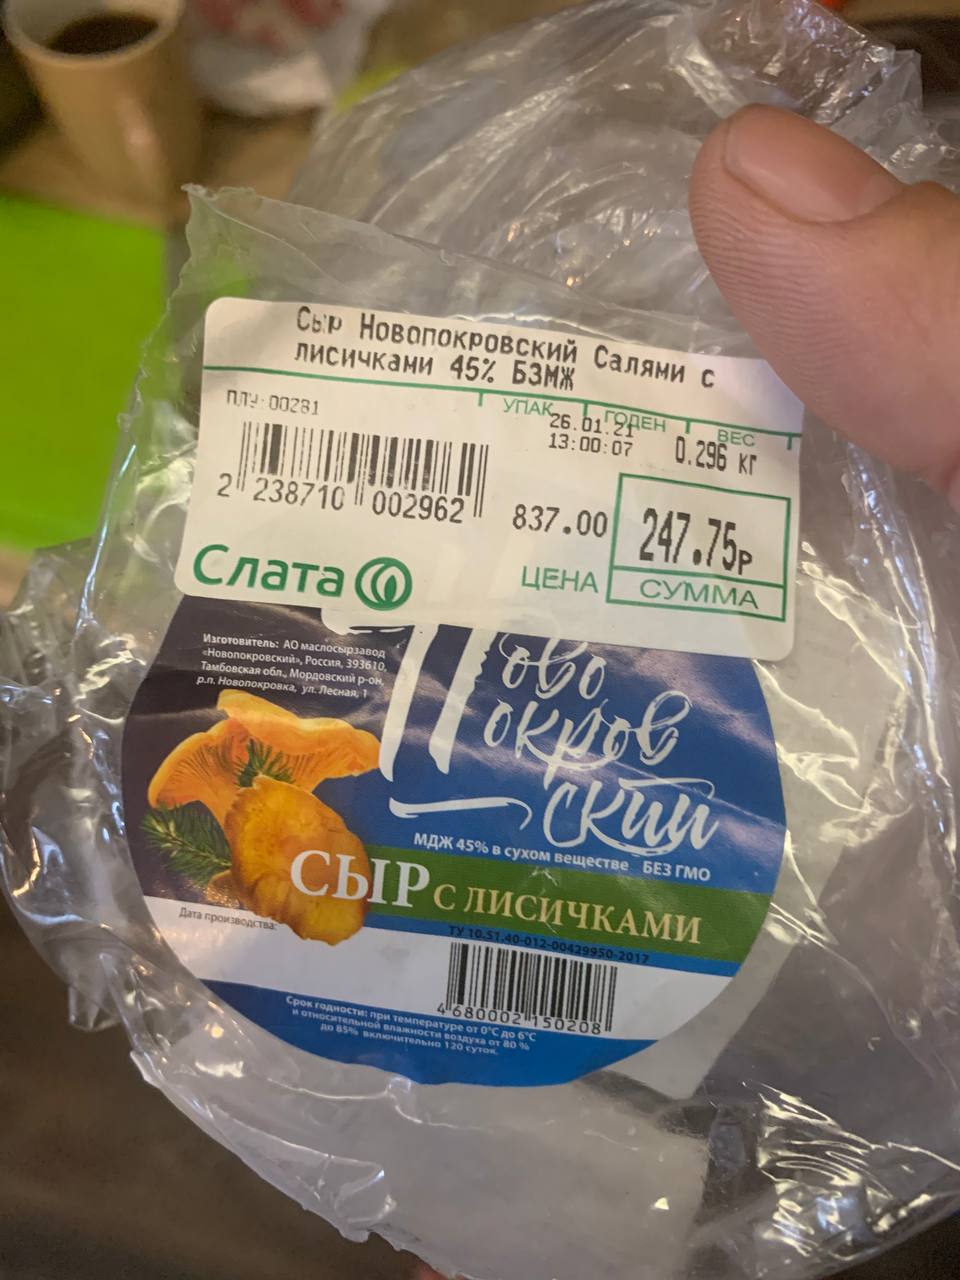 Сыр Новопокровский Салями с
лисичками 45% БЗМЖ
ПЛУ:00281
УПАК
ГОДЕН
ВЕС
26.01.21
13:00:07
0.296 кг
2 238710 002962
837.00
247.75р
ЦЕНА
СУММА
Слата
Изготовитель: АО маслосырзавод
«Новопокровский», Россия, 393610,
Тамбовская обл., Мордовский р-он,
р.п. Новопокровка, ул. Лесная, 1
Ново
покров
ский
МДЖ 45% в сухом веществе БЕЗ ГМО
СЫР С ЛИСИЧКАМИ
Дата производства:
ТУ 10.51.40-012-00429950-2017
4 680002 150208
Срок годности: при температуре от 0°С до 6°С
и относительной влажности воздуха от 80 %
до 85% включительно 120 суток.